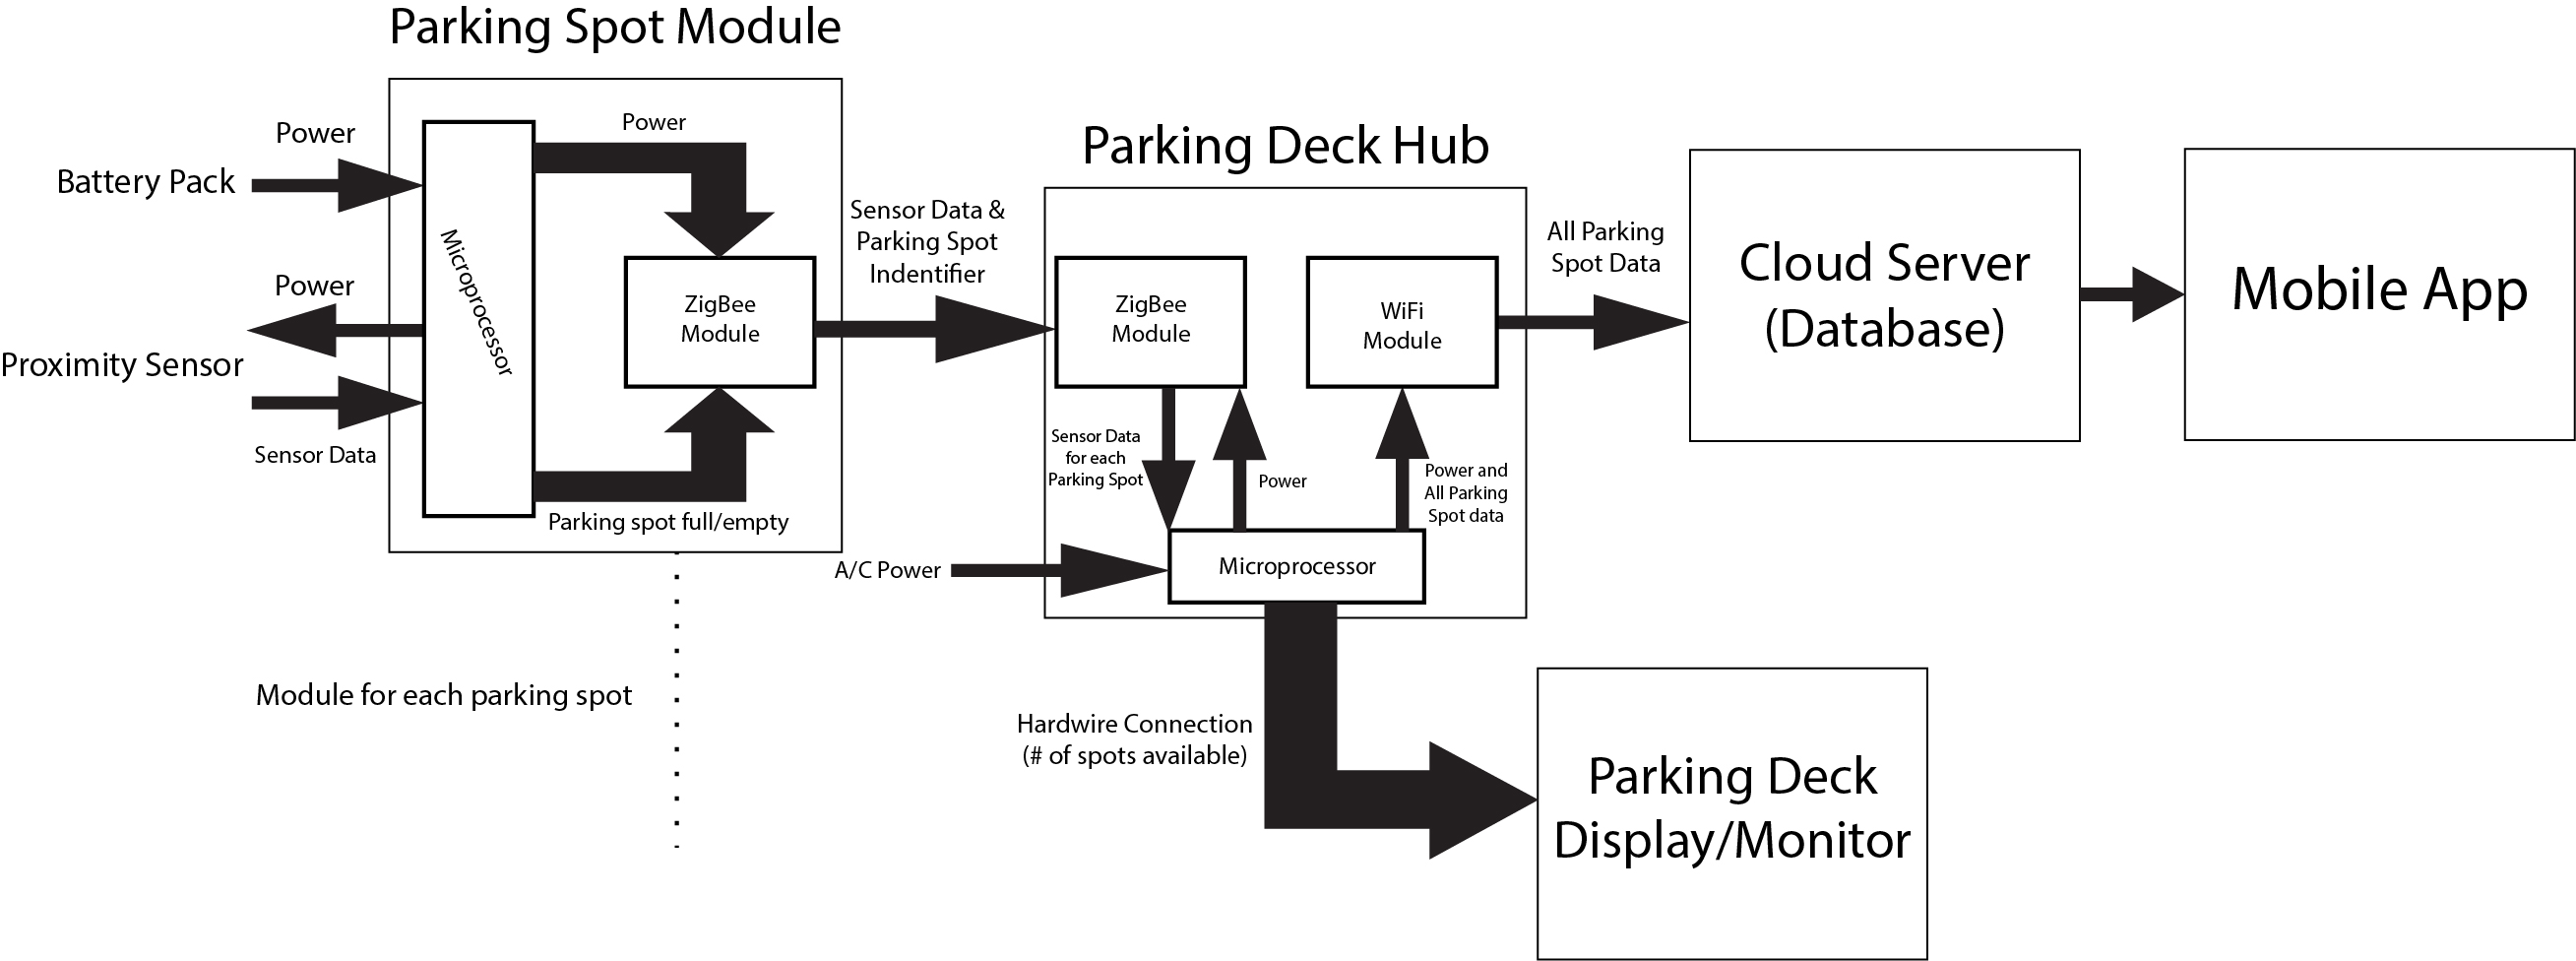 Parking Spot Module
Power
Battery Pack
Power
Proximity Sensor
Sensor Data
Microprocessor
Power
ZigBee
Module
Parking spot full/empty
Module for each parking spot
Sensor Data &
Parking Spot
Indentifier
Parking Deck Hub
ZigBee
Module
WiFi
Module
Sensor Data
for each
Parking Spot
Power
Power and
All Parking
Spot data
A/C Power
Microprocessor
Hardwire Connection
(# of spots available)
All Parking
Spot Data
Cloud Server
(Database)
Mobile App
Parking Deck
Display/Monitor